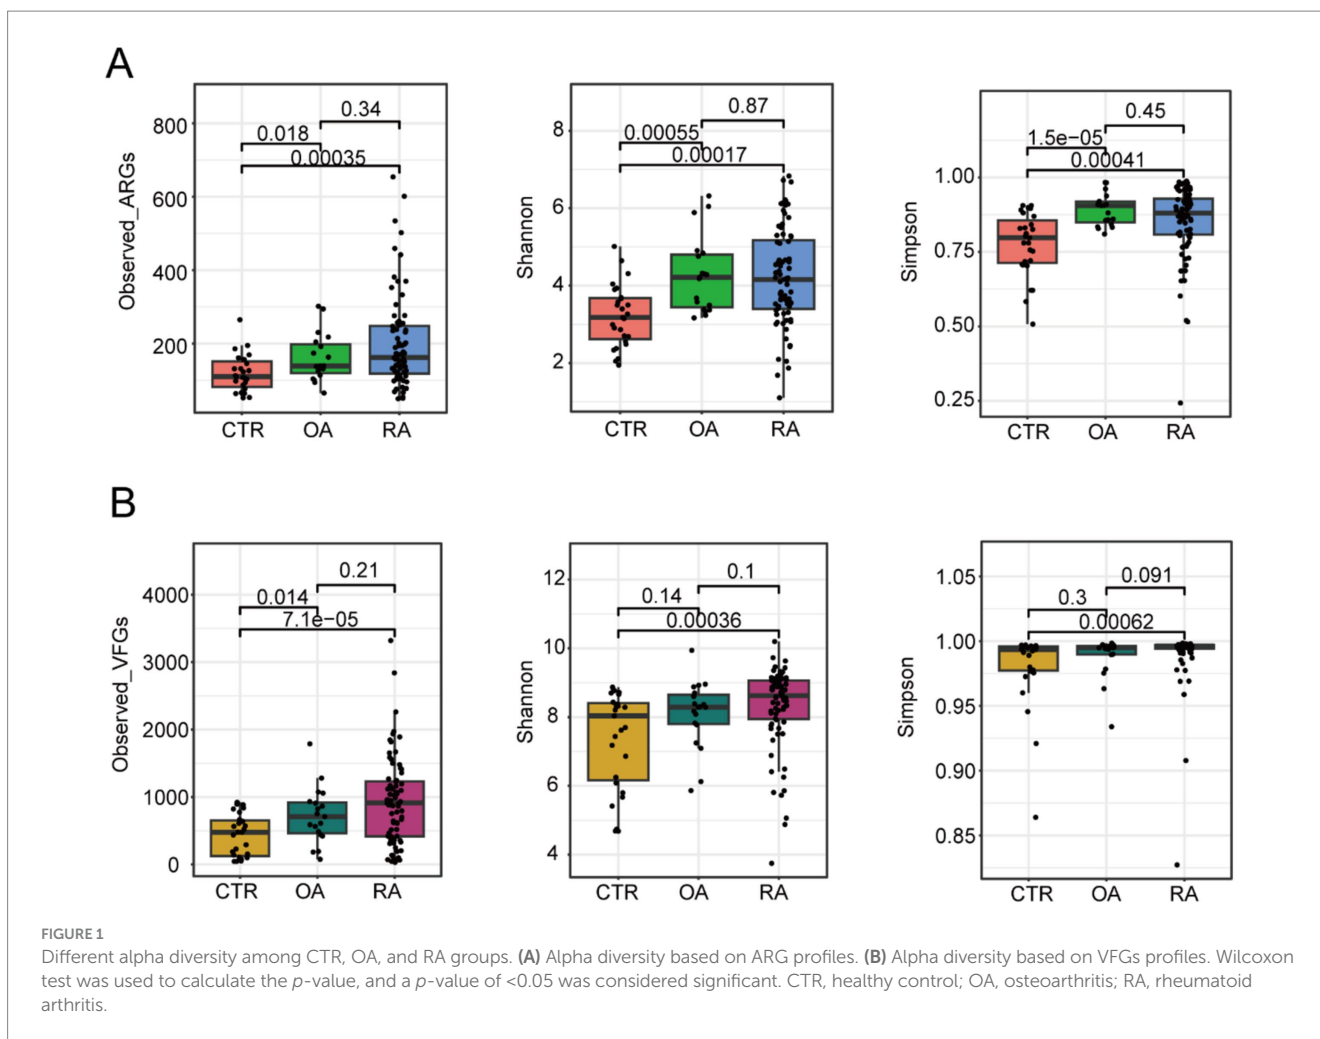 A
Observed_ARGs
800
600
400
200
0.34
0.018
0.00035
CTR OA RA
Shannon
8
6
4
2
0.87
0.00055
0.00017
CTR OA RA
Simpson
1.00
0.75
0.50
0.25
0.45
1.5e−05
0.00041
CTR OA RA
B
Observed_VFGs
4000
3000
2000
1000
0
0.21
0.014
7.1e−05
CTR OA RA
Shannon
12
10
8
6
4
0.1
0.14
0.00036
CTR OA RA
Simpson
1.05
1.00
0.95
0.90
0.85
0.091
0.3
0.00062
CTR OA RA
FIGURE 1
Different alpha diversity among CTR, OA, and RA groups. (A) Alpha diversity based on ARG profiles. (B) Alpha diversity based on VFGs profiles. Wilcoxon
test was used to calculate the p-value, and a p-value of <0.05 was considered significant. CTR, healthy control; OA, osteoarthritis; RA, rheumatoid
arthritis.